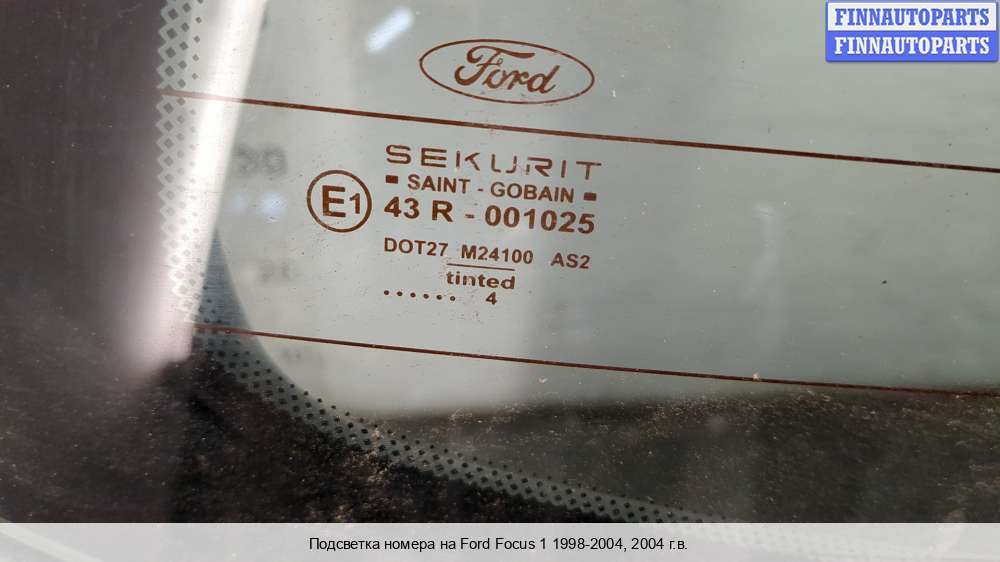 FINNAUTOPARTS
FINNAUTOPARTS
Ford
SEKURIT
SAINT - GOBAIN
E1 43 R - 001025
DOT27 M24100 AS2
tinted
...... 4
Подсветка номера на Ford Focus 1 1998-2004, 2004 г.в.